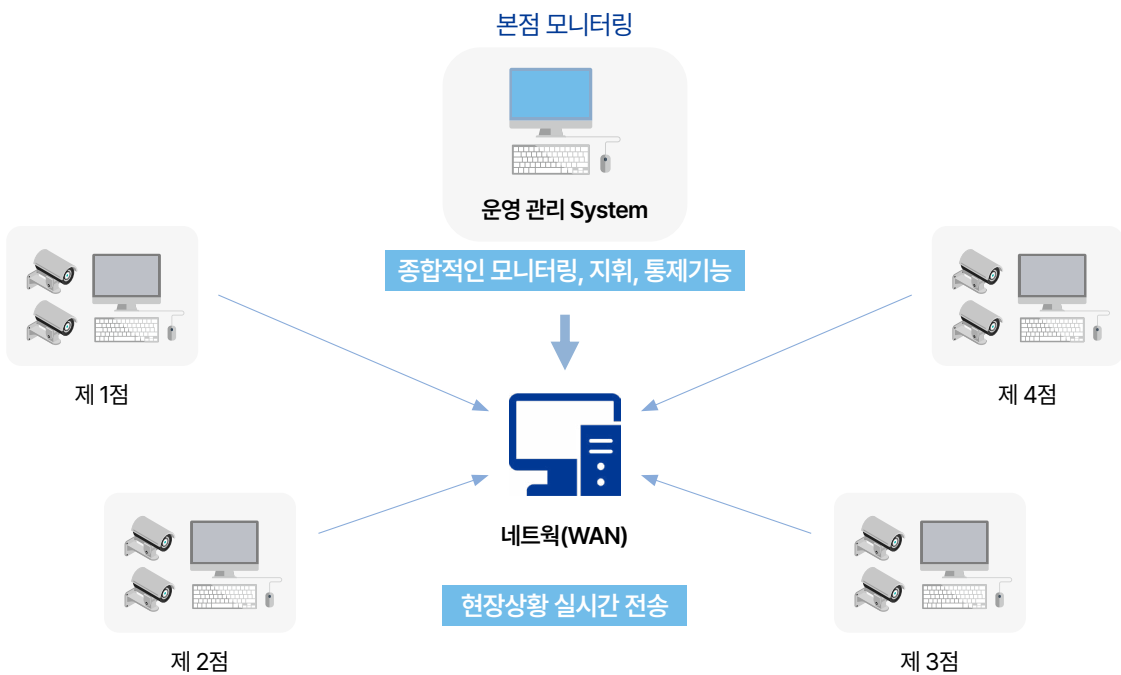 본점 모니터링
운영 관리 System
종합적인 모니터링, 지휘, 통제기능
제 1점
제 4점
네트웍(WAN)
현장상황 실시간 전송
제 2점
제 3점